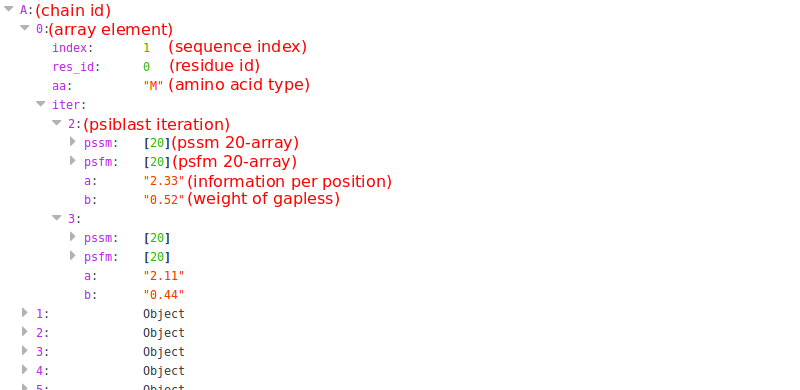 A: (chain id)
0: (array element)
index: 1 (sequence index)
res_id: 0 (residue id)
aa: "M" (amino acid type)
iter:
2: (psiblast iteration)
pssm: [20] (pssm 20-array)
psfm: [20] (psfm 20-array)
a: "2.33" (information per position)
b: "0.52" (weight of gapless)
3:
pssm: [20]
psfm: [20]
a: "2.11"
b: "0.44"
1: Object
2: Object
3: Object
4: Object
5: Object